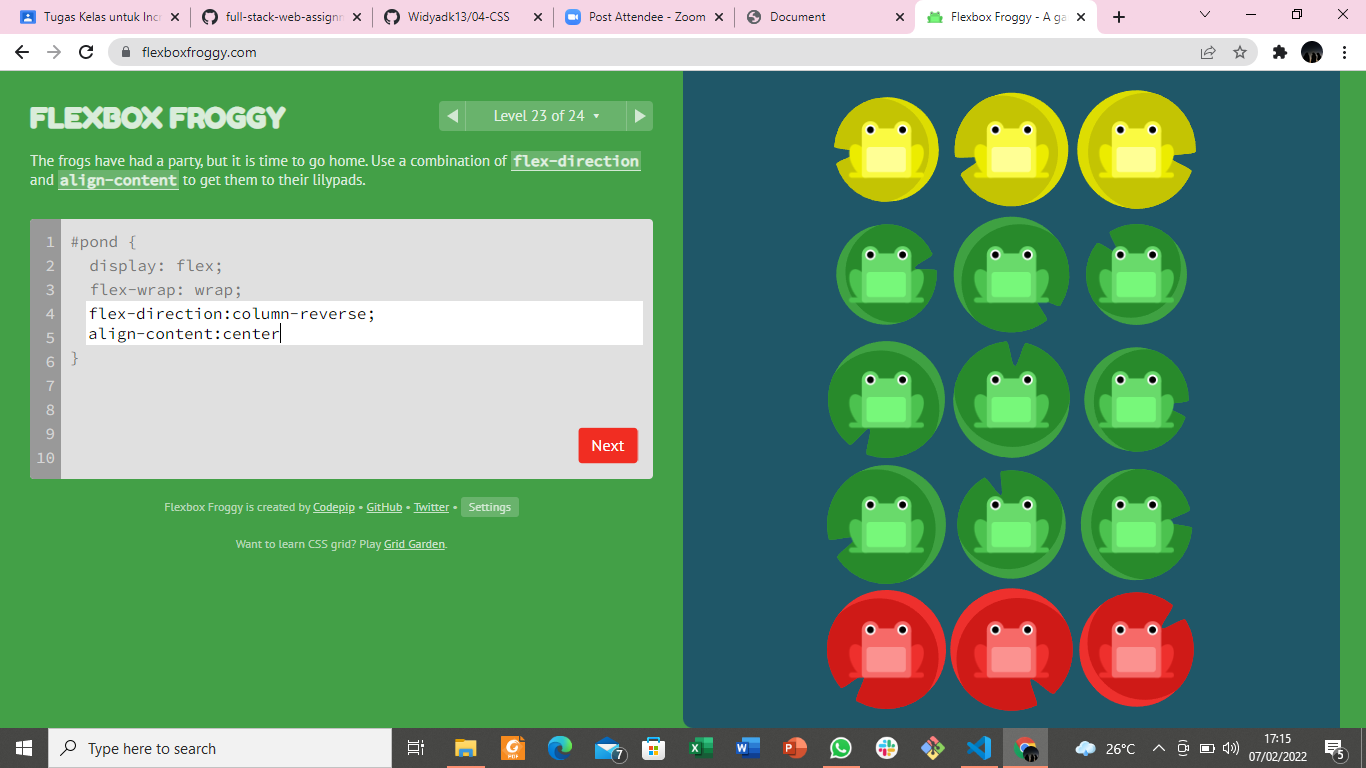 Tugas Kelas untuk Incr
full-stack-web-assignm
Widyadk13/04-CSS
Post Attendee - Zoom
Document
Flexbox Froggy - A ga
flexboxfroggy.com
FLEXBOX FROGGY
Level 23 of 24
The frogs have had a party, but it is time to go home. Use a combination of flex-direction
and align-content to get them to their lilypads.
1 #pond {
2 display: flex;
3 flex-wrap: wrap;
4 flex-direction:column-reverse;
5 align-content:center
6 }
7
8
9
10
Next
Flexbox Froggy is created by Codepip • GitHub • Twitter • Settings
Want to learn CSS grid? Play Grid Garden.
Type here to search
PDF
7
26°C
17:15
07/02/2022
5